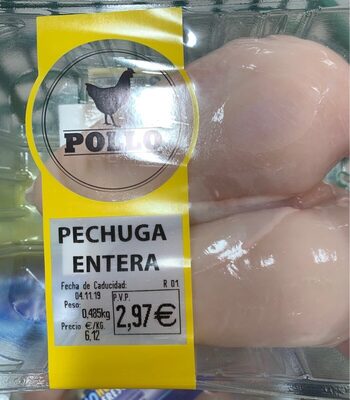 POLLO
PECHUGA
ENTERA
Fecha de Caducidad: R 01
04.11.19
Peso: P.V.P.
0,485kg 2,97€
Precio €/KG.
6,12